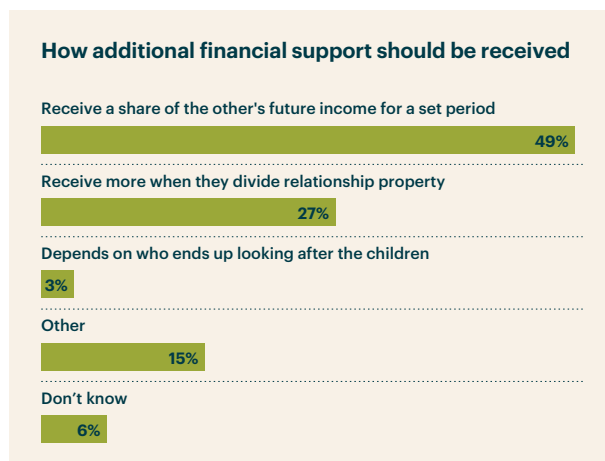 How additional financial support should be received
Receive a share of the other's future income for a set period
49%
Receive more when they divide relationship property
27%
Depends on who ends up looking after the children
3%
Other
15%
Don’t know
6%